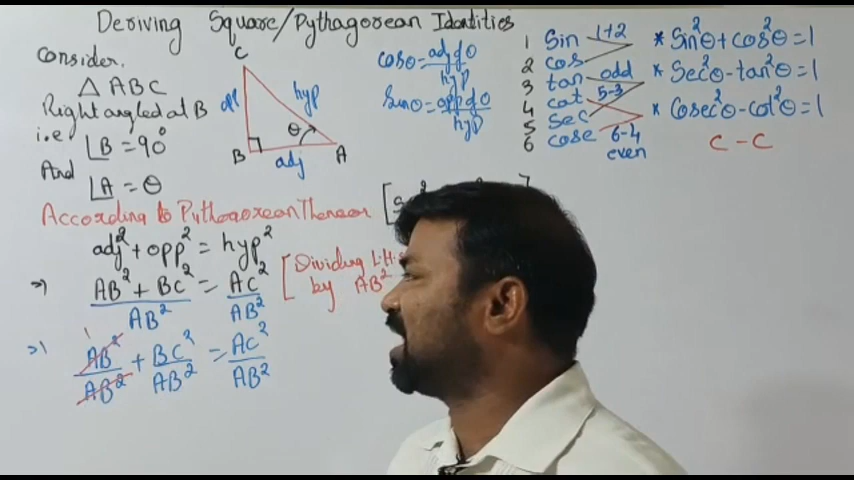 Deriving Square/Pythagorean Identities
Consider.
△ ABC
Right angled at B
i.e
∠B = 90°
And
∠A = θ
C
opp
hyp
θ
B
adj
A
cosθ = adj of θ / hyp
sinθ = opp of θ / hyp
1 Sin
2 cos
3 tan
4 cot
5 sec
6 cosec
1+2
odd
5-3
6-4
even
* Sin²θ + cos²θ = 1
* Sec²θ - tan²θ = 1
* Cosec²θ - cot²θ = 1
C - C
According to Pythagorean Theorem
adj² + opp² = hyp²
⇒ AB² + BC² / AB² = AC² / AB² [Dividing L.H.S
by AB²
⇒ AB² / AB² + BC² / AB² = AC² / AB²
1